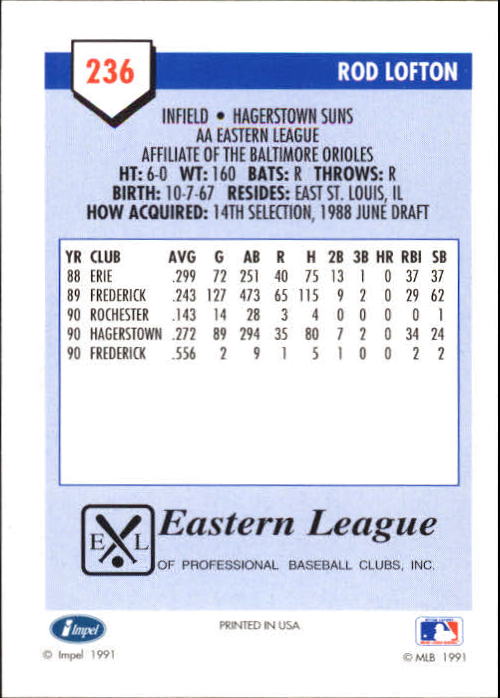 236
ROD LOFTON
INFIELD • HAGERSTOWN SUNS
AA EASTERN LEAGUE
AFFILIATE OF THE BALTIMORE ORIOLES
HT: 6-0 WT: 160 BATS: R THROWS: R
BIRTH: 10-7-67 RESIDES: EAST ST. LOUIS, IL
HOW ACQUIRED: 14TH SELECTION, 1988 JUNE DRAFT
YR CLUB AVG G AB R H 2B 3B HR RBI SB
88 ERIE .299 72 251 40 75 13 1 0 37 37
89 FREDERICK .243 127 473 65 115 9 2 0 29 62
90 ROCHESTER .143 14 28 3 4 0 0 0 0 1
90 HAGERSTOWN .272 89 294 35 80 7 2 0 34 24
90 FREDERICK .556 2 9 1 5 1 0 0 2 2
E L Eastern League
OF PROFESSIONAL BASEBALL CLUBS, INC.
Impel
PRINTED IN USA
© Impel 1991
© MLB 1991